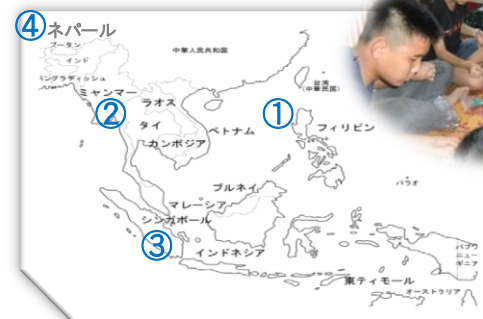 ④ネパール
ブータン
中華人民共和国
インド
バングラディッシュ
台湾
(中華民国)
ミャンマー
ラオス
②
①
タイ
ベトナム
フィリピン
カンボジア
ブルネイ
パラオ
マレーシア
シンガポール
③
インドネシア
パプワ
ニュー
ギニア
東ティモール
オーストラリア